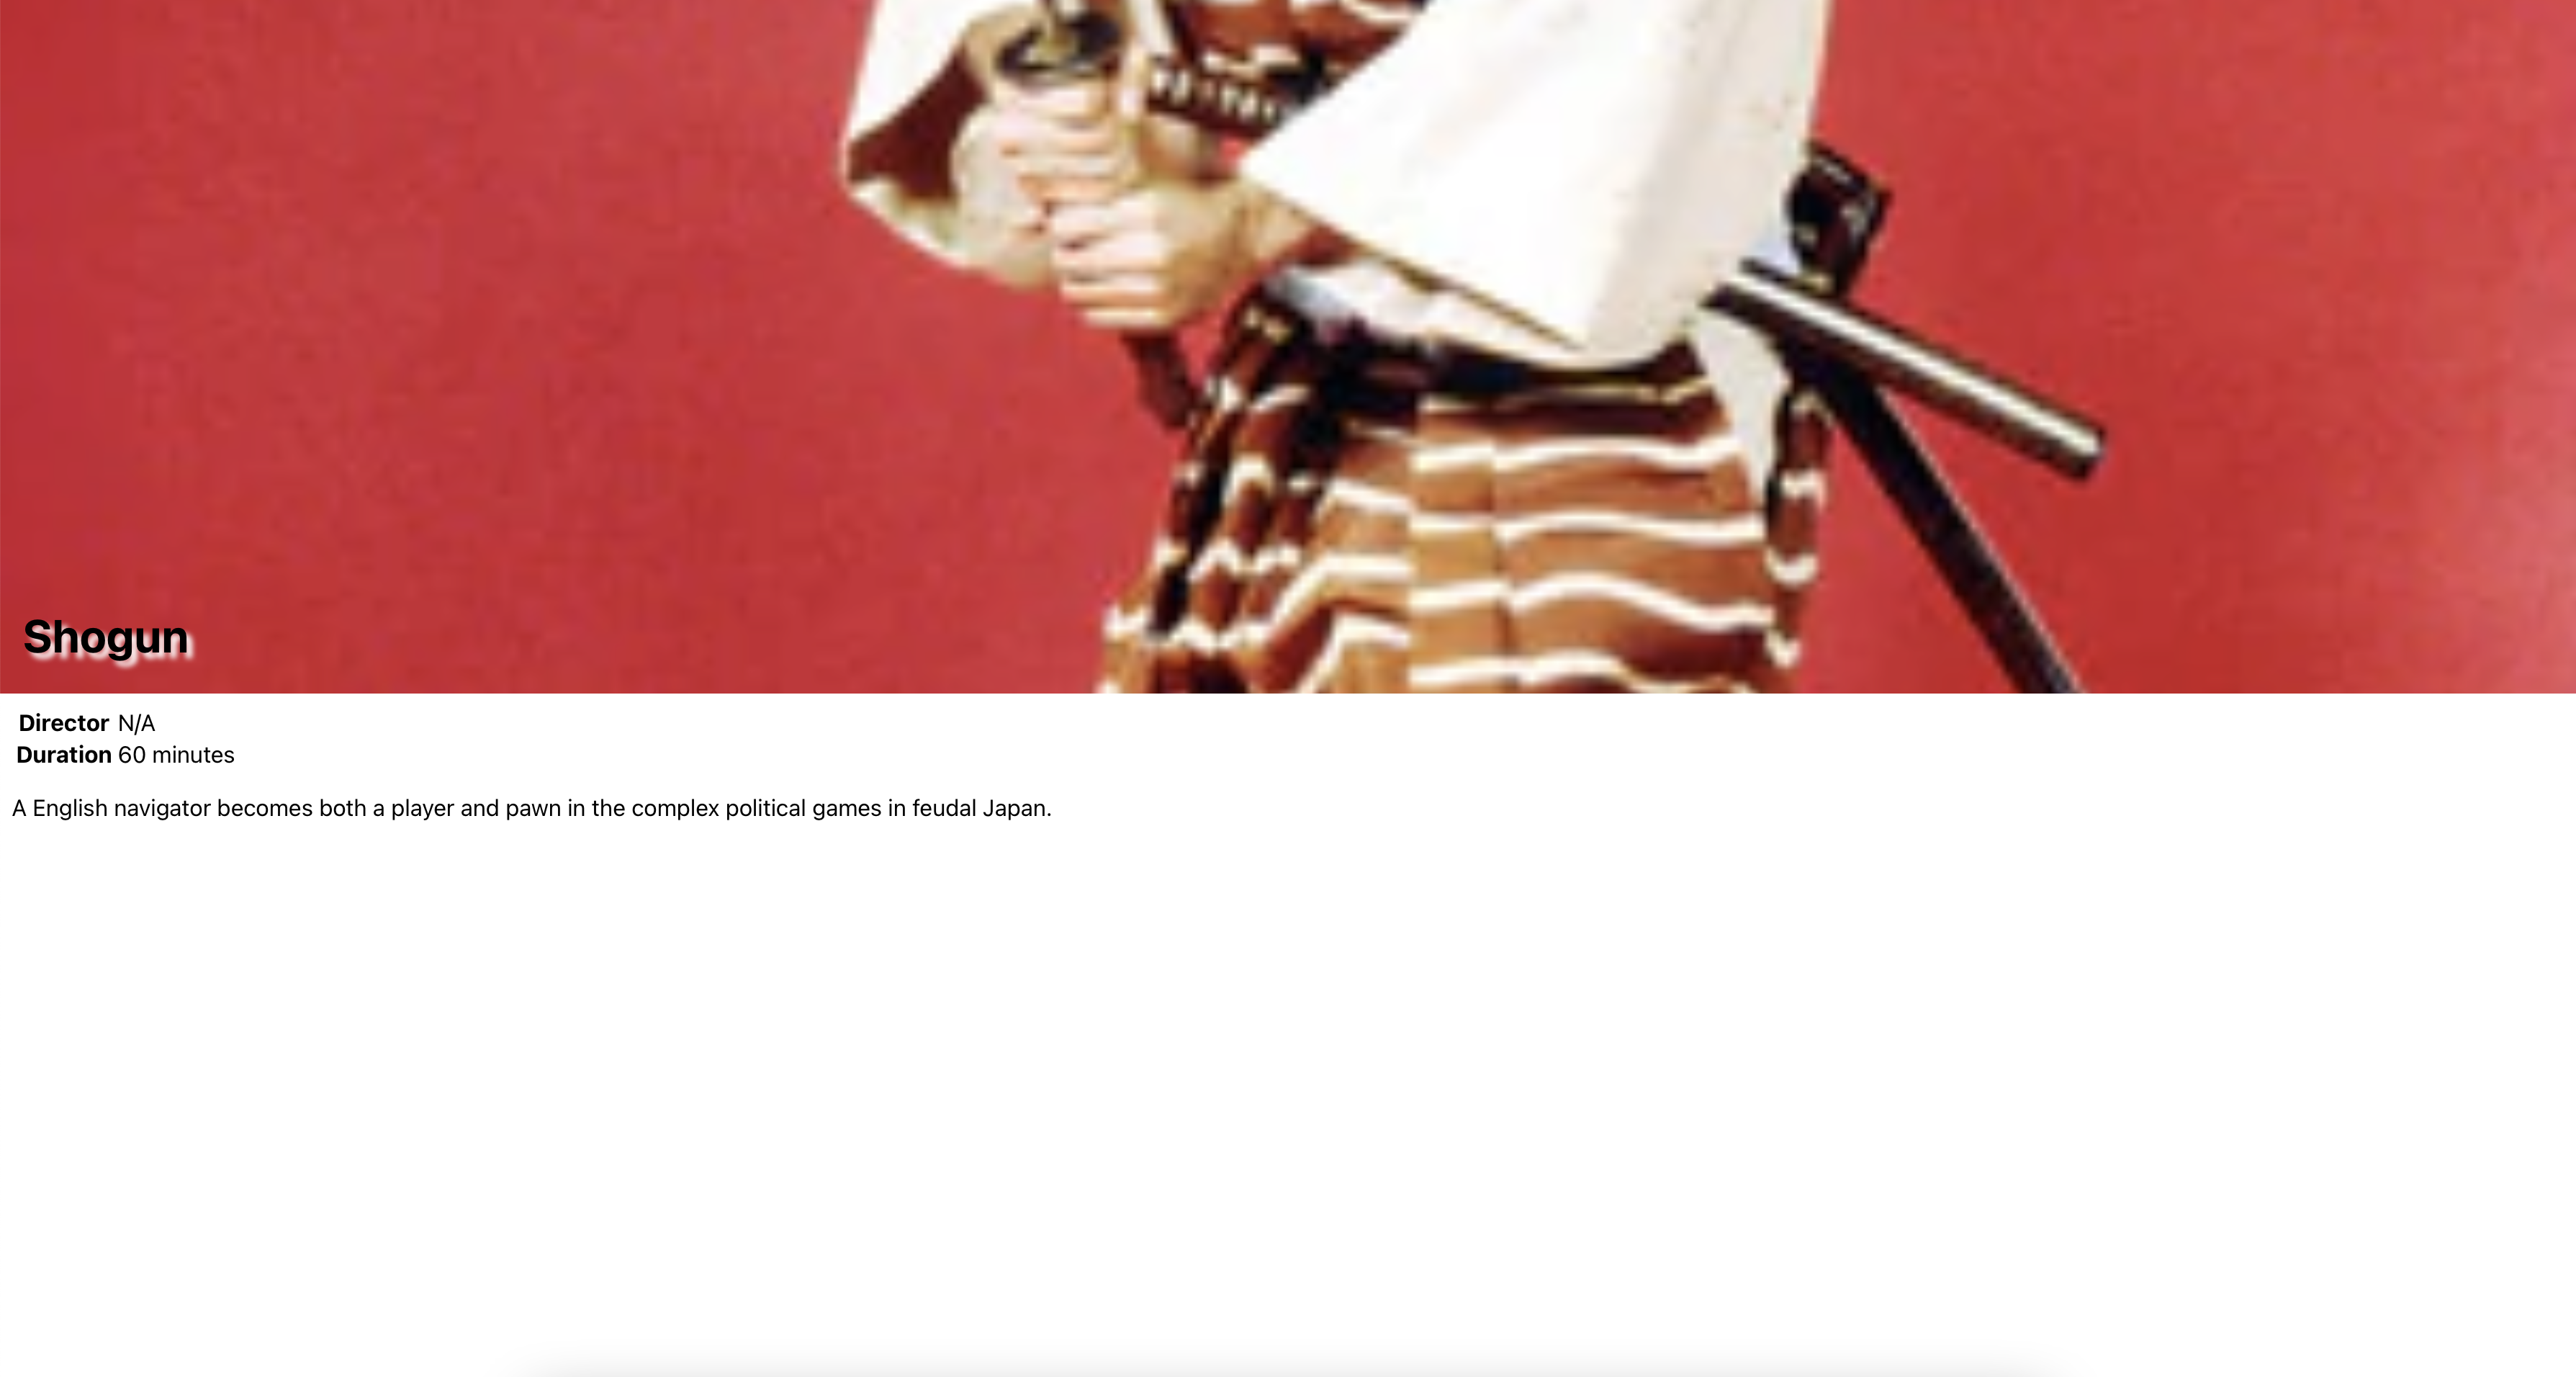 Shogun
Director N/A
Duration 60 minutes
A English navigator becomes both a player and pawn in the complex political games in feudal Japan.